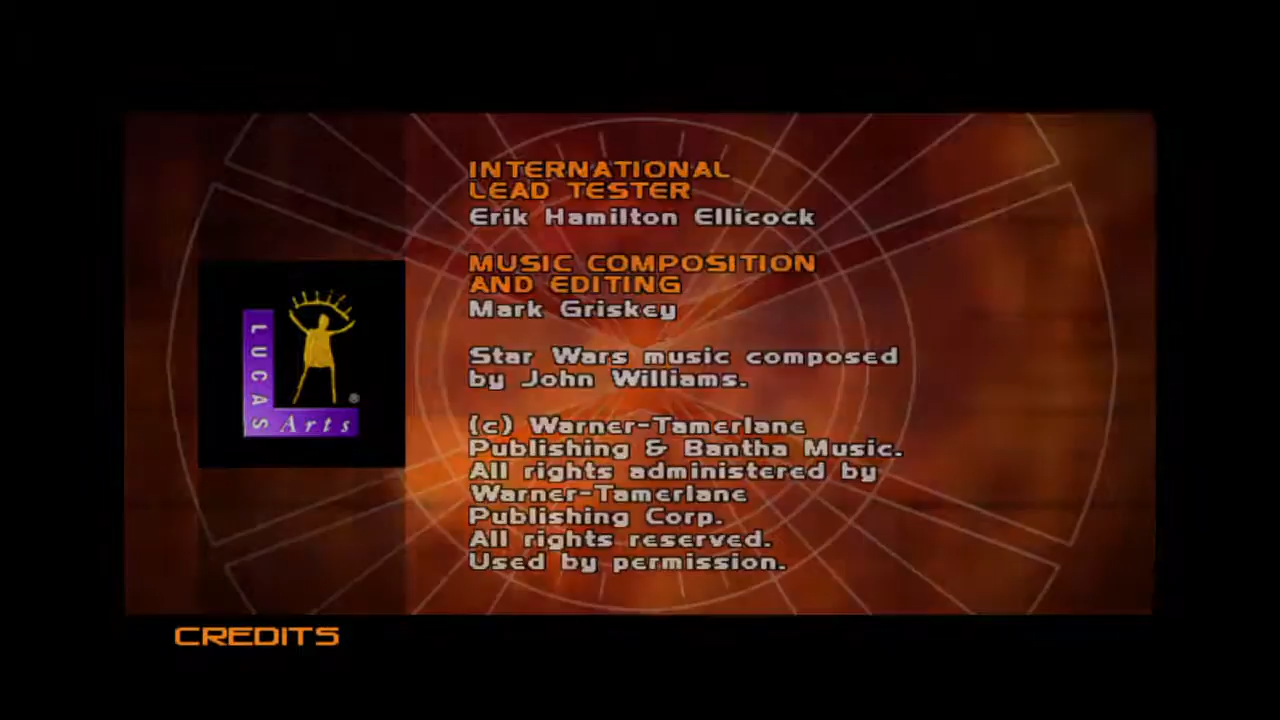 INTERNATIONAL
LEAD TESTER
Erik Hamilton Ellicock
MUSIC COMPOSITION
AND EDITING
Mark Griskey
Star Wars music composed
by John Williams.
(c) Warner-Tamerlane
Publishing & Bantha Music.
All rights administered by
Warner-Tamerlane
Publishing Corp.
All rights reserved.
Used by permission.
LUCAS
Arts
®
CREDITS